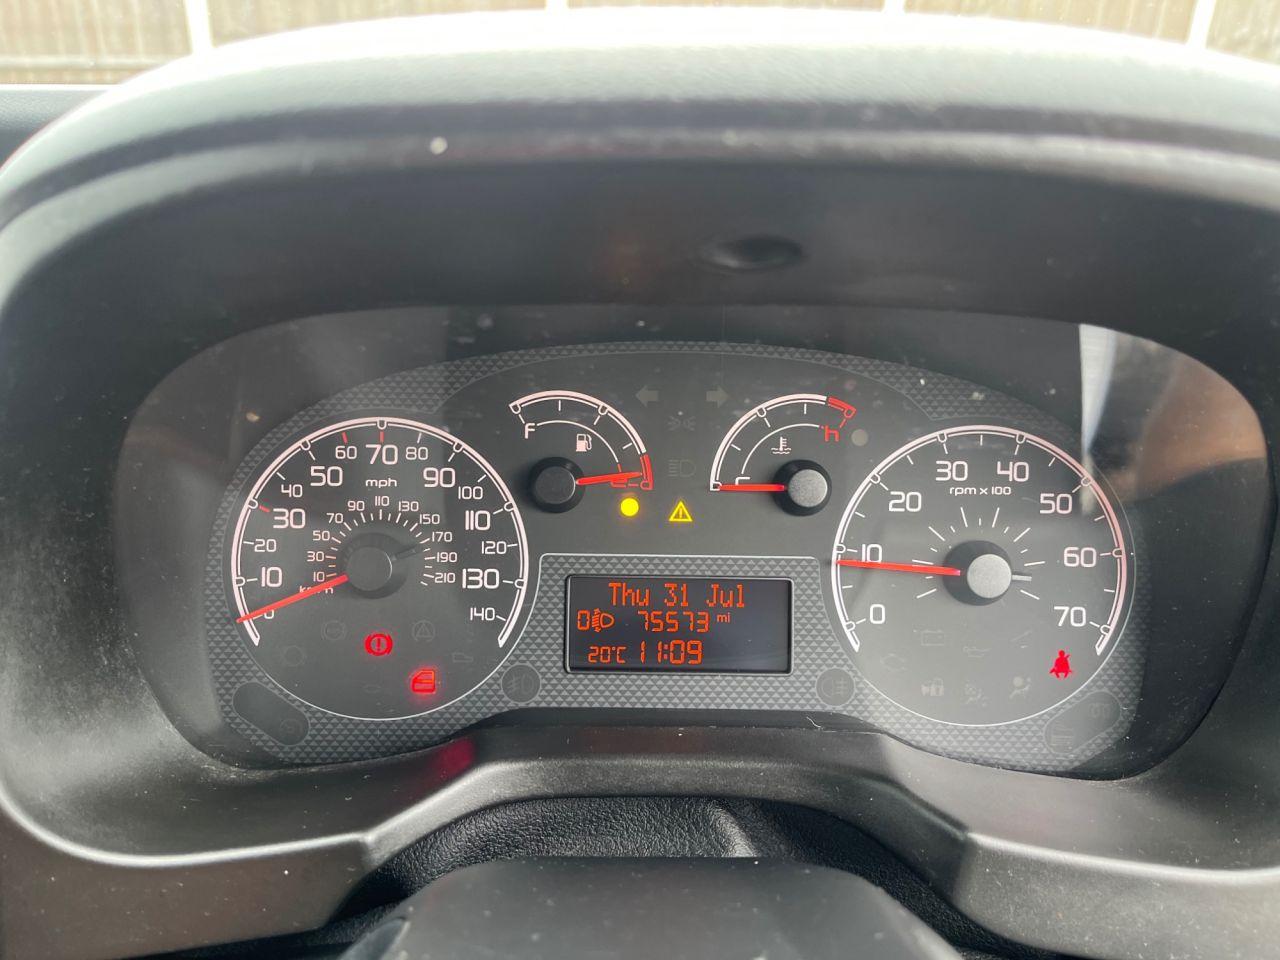 0 10 20 30 40 50 60 70 80 90 100 110 120 130 140
mph
10 30 50 70 90 110 130 150 170 190 210
km/h
F
h
c
Thu 31 Jul
0 75573 mi
20°C 11:09
0 10 20 30 40 50 60 70
rpm x 100